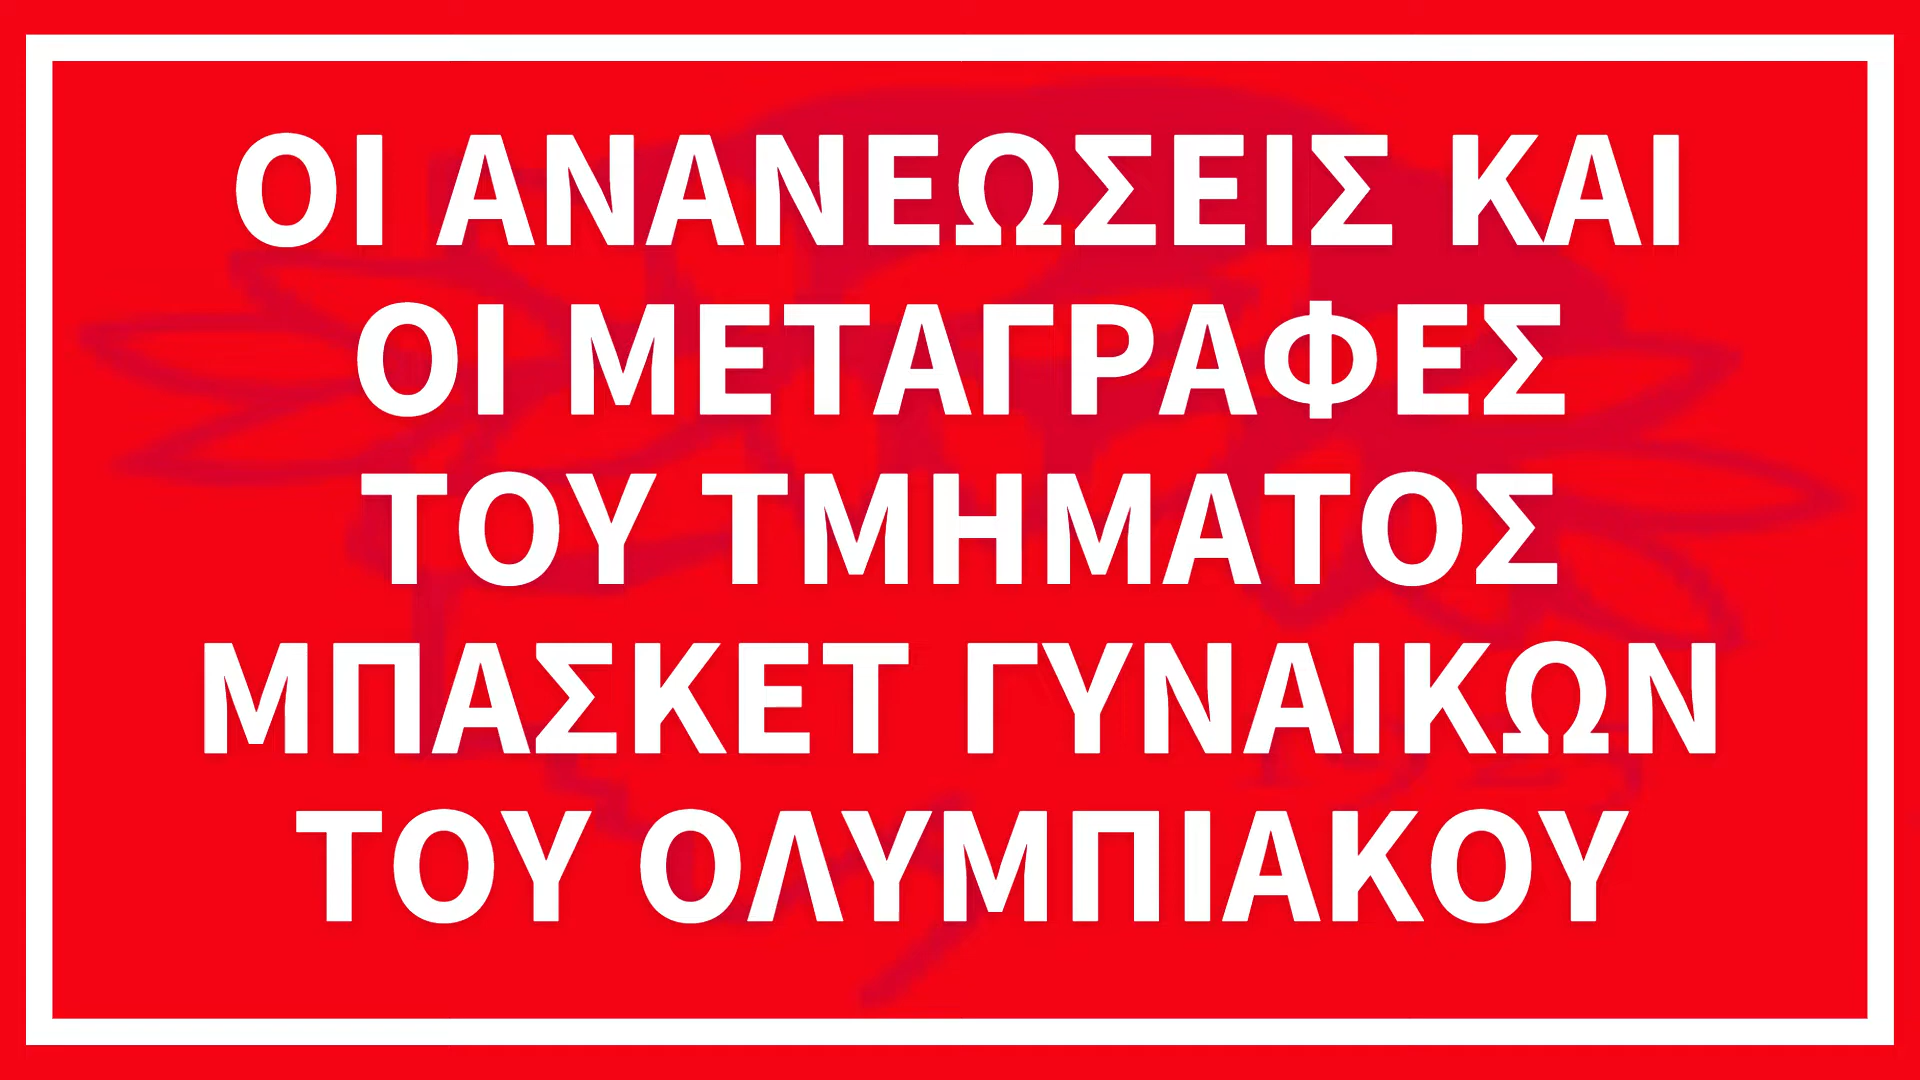 ΟΙ ΑΝΑΝΕΩΣΕΙΣ ΚΑΙ
ΟΙ ΜΕΤΑΓΡΑΦΕΣ
ΤΟΥ ΤΜΗΜΑΤΟΣ
ΜΠΑΣΚΕΤ ΓΥΝΑΙΚΩΝ
ΤΟΥ ΟΛΥΜΠΙΑΚΟΥ